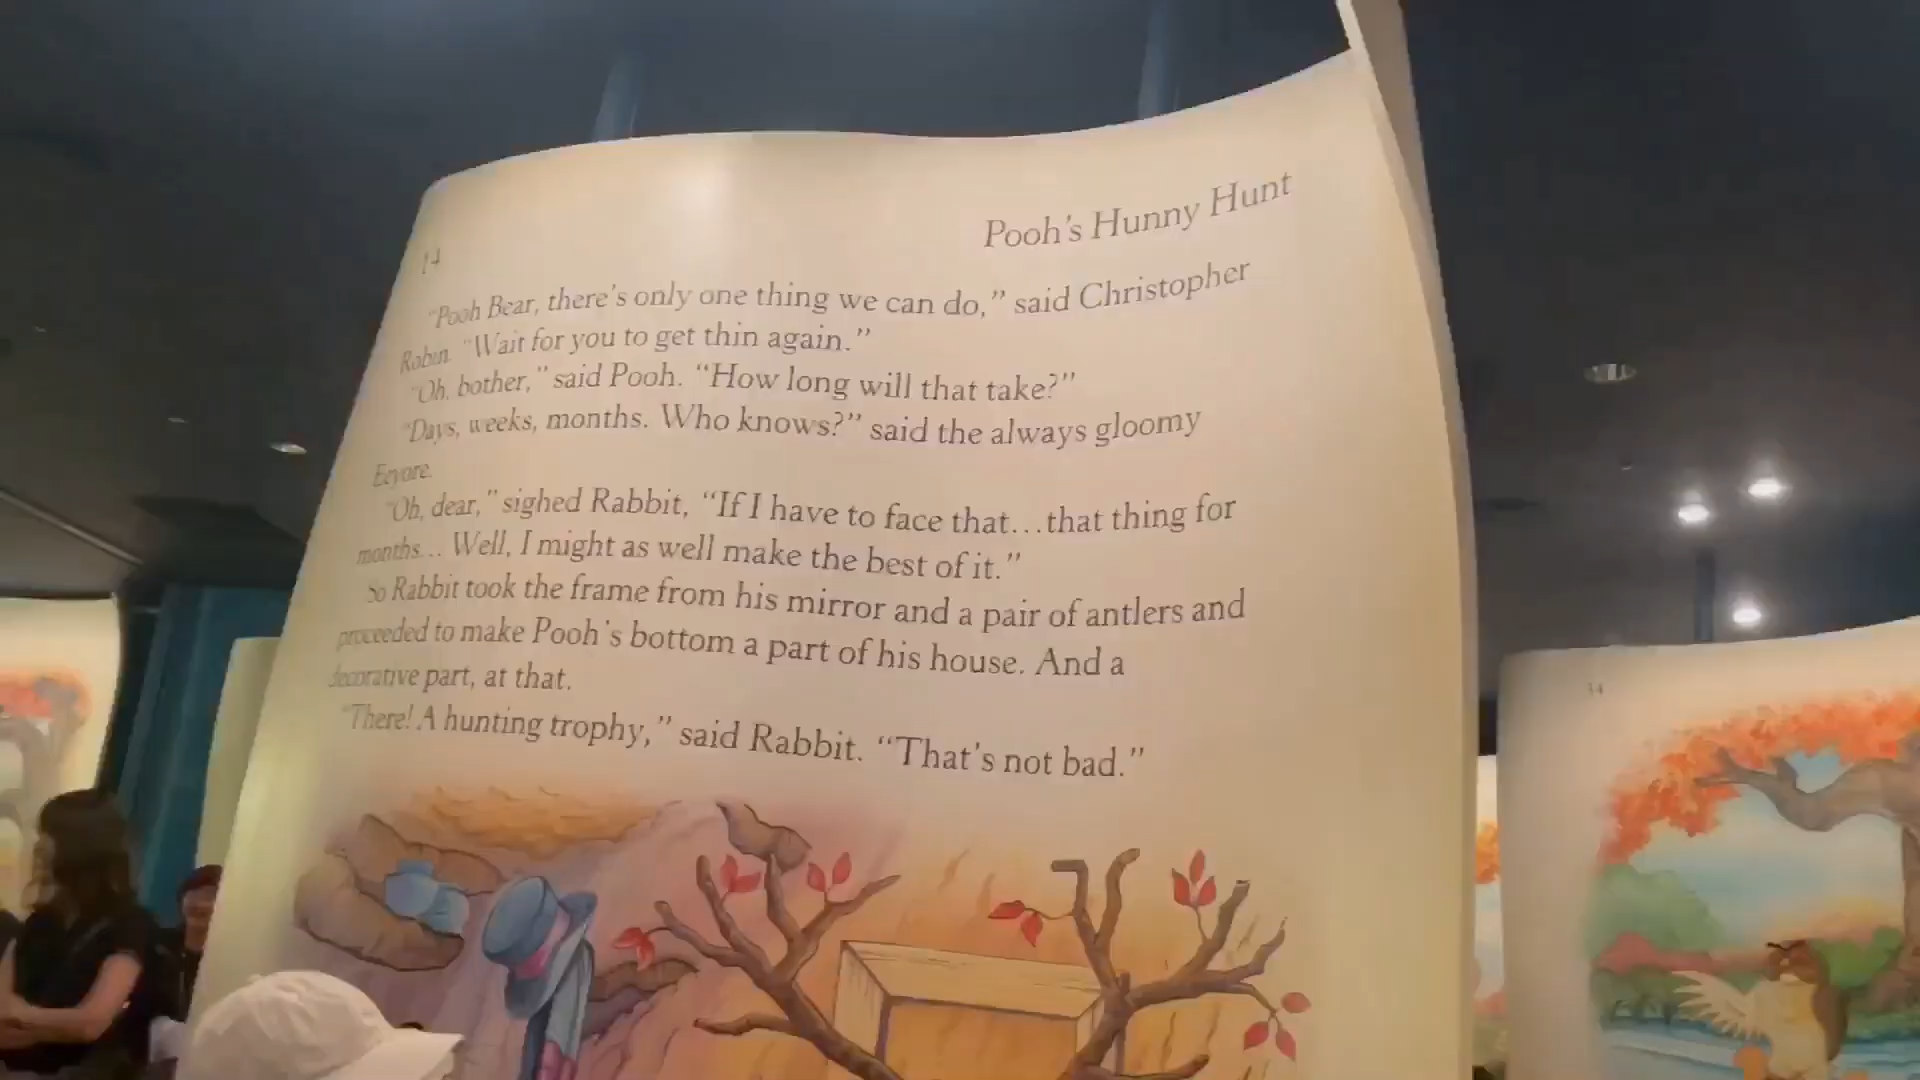 14
Pooh's Hunny Hunt
“Pooh Bear, there's only one thing we can do,” said Christopher
Robin. “Wait for you to get thin again.”
“Oh, bother,” said Pooh. “How long will that take?”
“Days, weeks, months. Who knows?” said the always gloomy
Eeyore.
“Oh, dear,” sighed Rabbit, “If I have to face that...that thing for
months... Well, I might as well make the best of it.”
So Rabbit took the frame from his mirror and a pair of antlers and
proceeded to make Pooh's bottom a part of his house. And a
decorative part, at that.
“There! A hunting trophy,” said Rabbit. “That's not bad.”
34